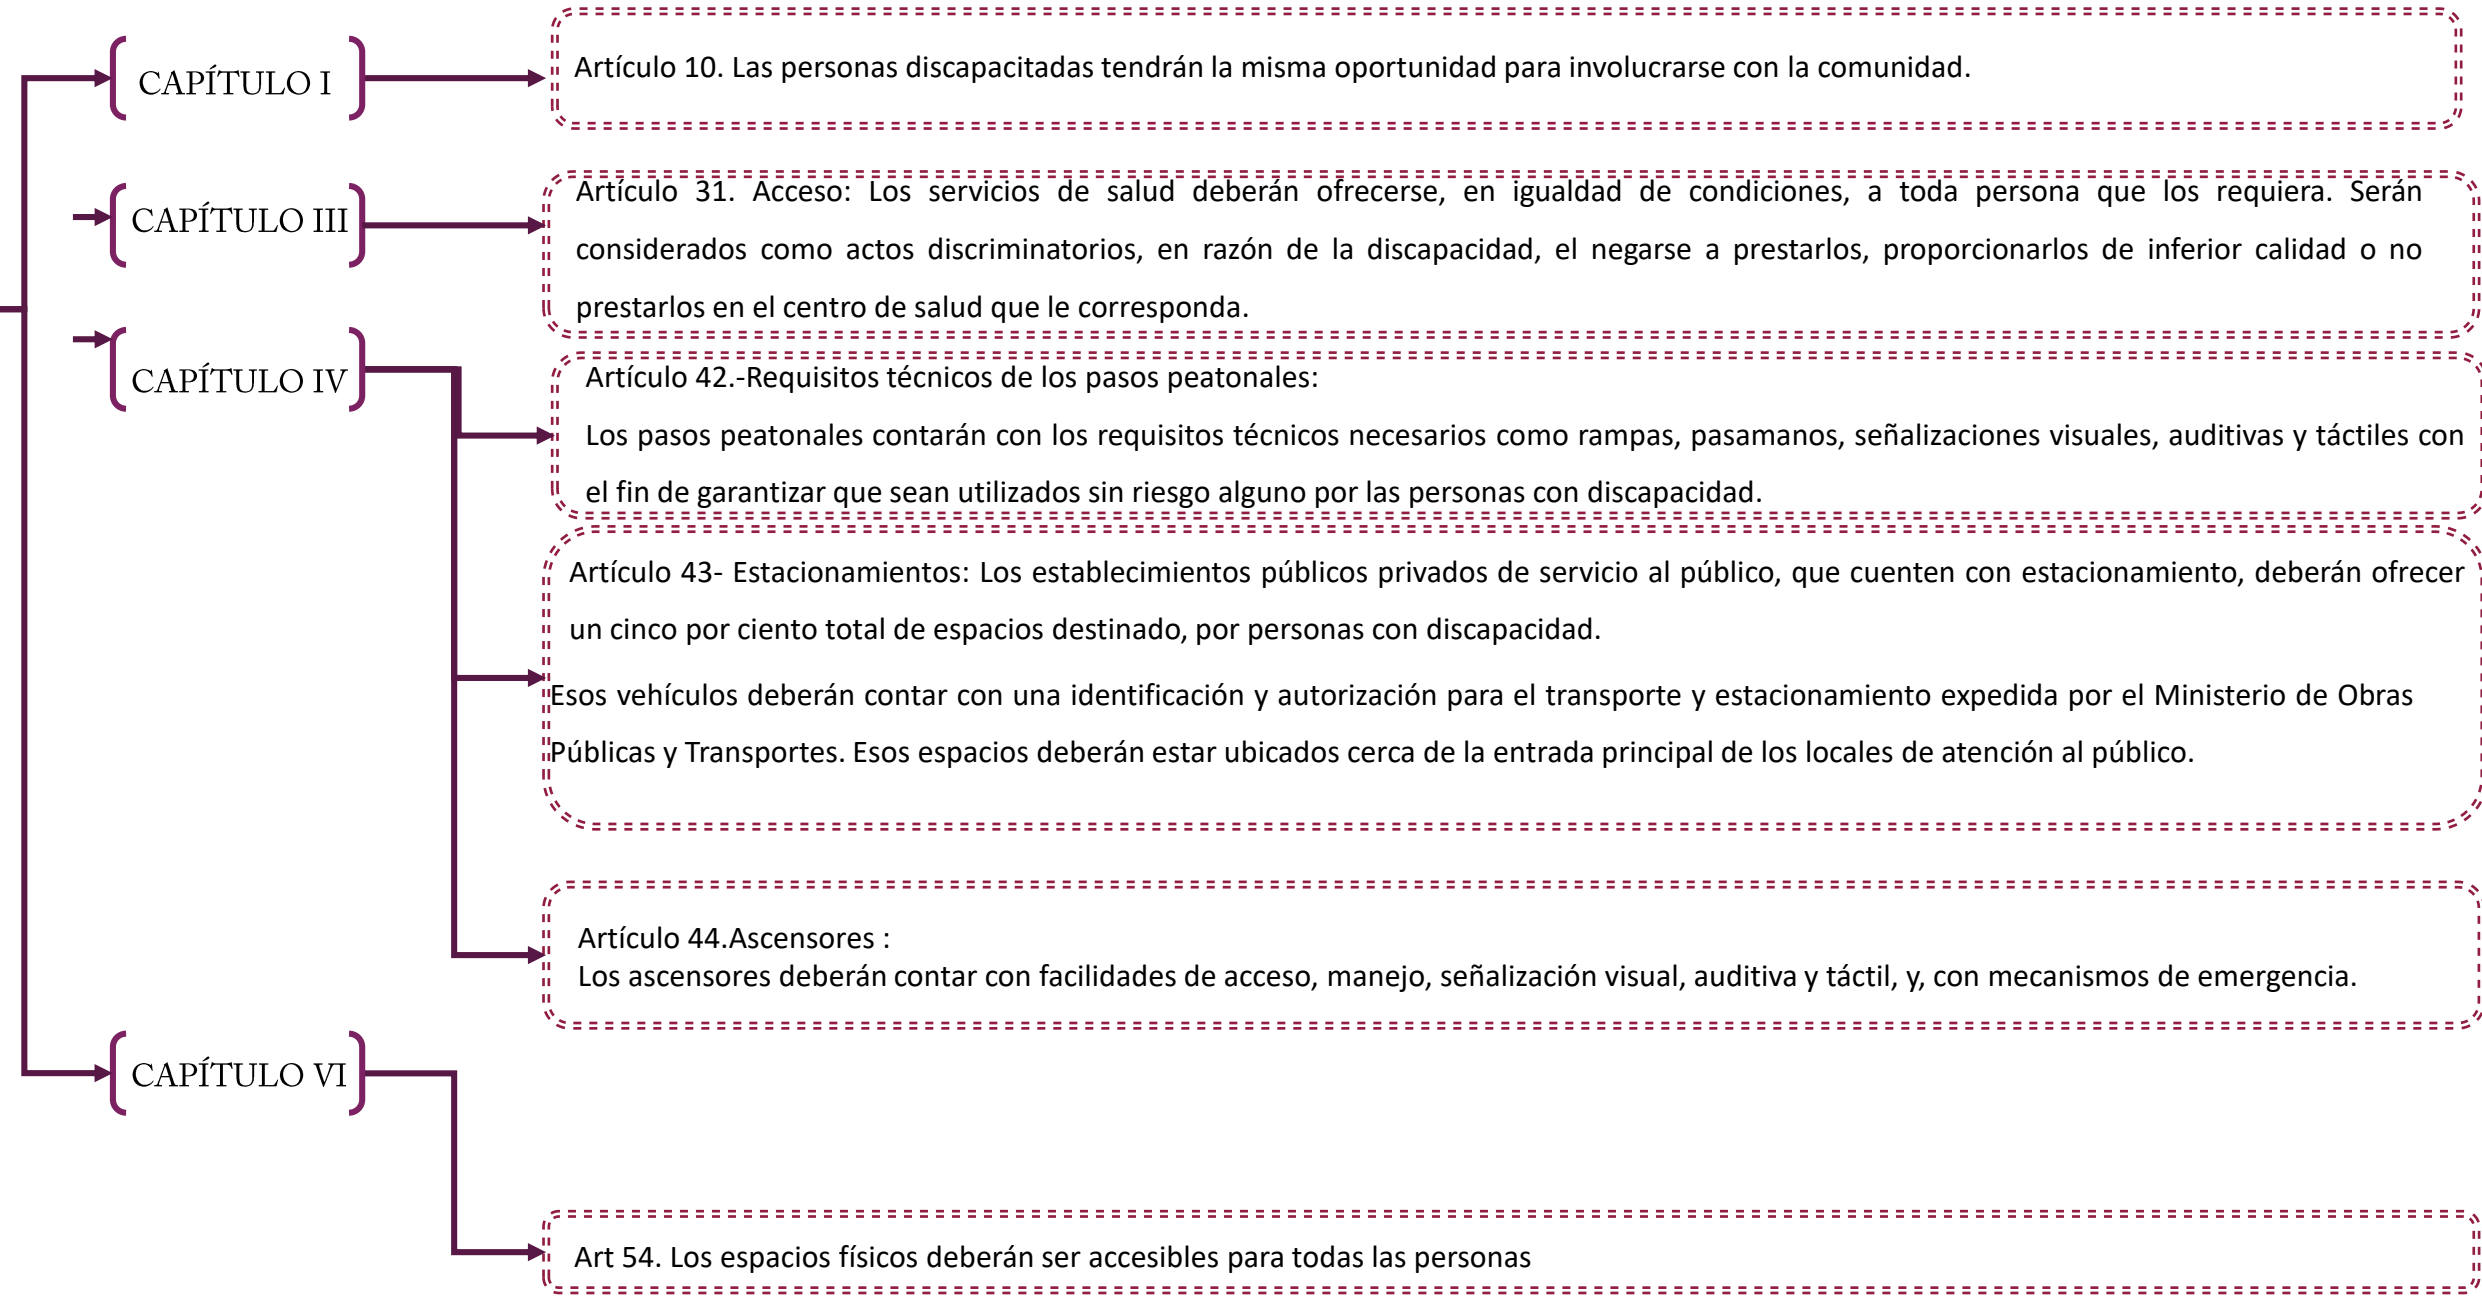 CAPÍTULO I
Artículo 10. Las personas discapacitadas tendrán la misma oportunidad para involucrarse con la comunidad.
CAPÍTULO III
Artículo 31. Acceso: Los servicios de salud deberán ofrecerse, en igualdad de condiciones, a toda persona que los requiera. Serán
considerados como actos discriminatorios, en razón de la discapacidad, el negarse a prestarlos, proporcionarlos de inferior calidad o no
prestarlos en el centro de salud que le corresponda.
CAPÍTULO IV
Artículo 42.-Requisitos técnicos de los pasos peatonales:
Los pasos peatonales contarán con los requisitos técnicos necesarios como rampas, pasamanos, señalizaciones visuales, auditivas y táctiles con
el fin de garantizar que sean utilizados sin riesgo alguno por las personas con discapacidad.
Artículo 43- Estacionamientos: Los establecimientos públicos privados de servicio al público, que cuenten con estacionamiento, deberán ofrecer
un cinco por ciento total de espacios destinado, por personas con discapacidad.
Esos vehículos deberán contar con una identificación y autorización para el transporte y estacionamiento expedida por el Ministerio de Obras
Públicas y Transportes. Esos espacios deberán estar ubicados cerca de la entrada principal de los locales de atención al público.
Artículo 44.Ascensores :
Los ascensores deberán contar con facilidades de acceso, manejo, señalización visual, auditiva y táctil, y, con mecanismos de emergencia.
CAPÍTULO VI
Art 54. Los espacios físicos deberán ser accesibles para todas las personas